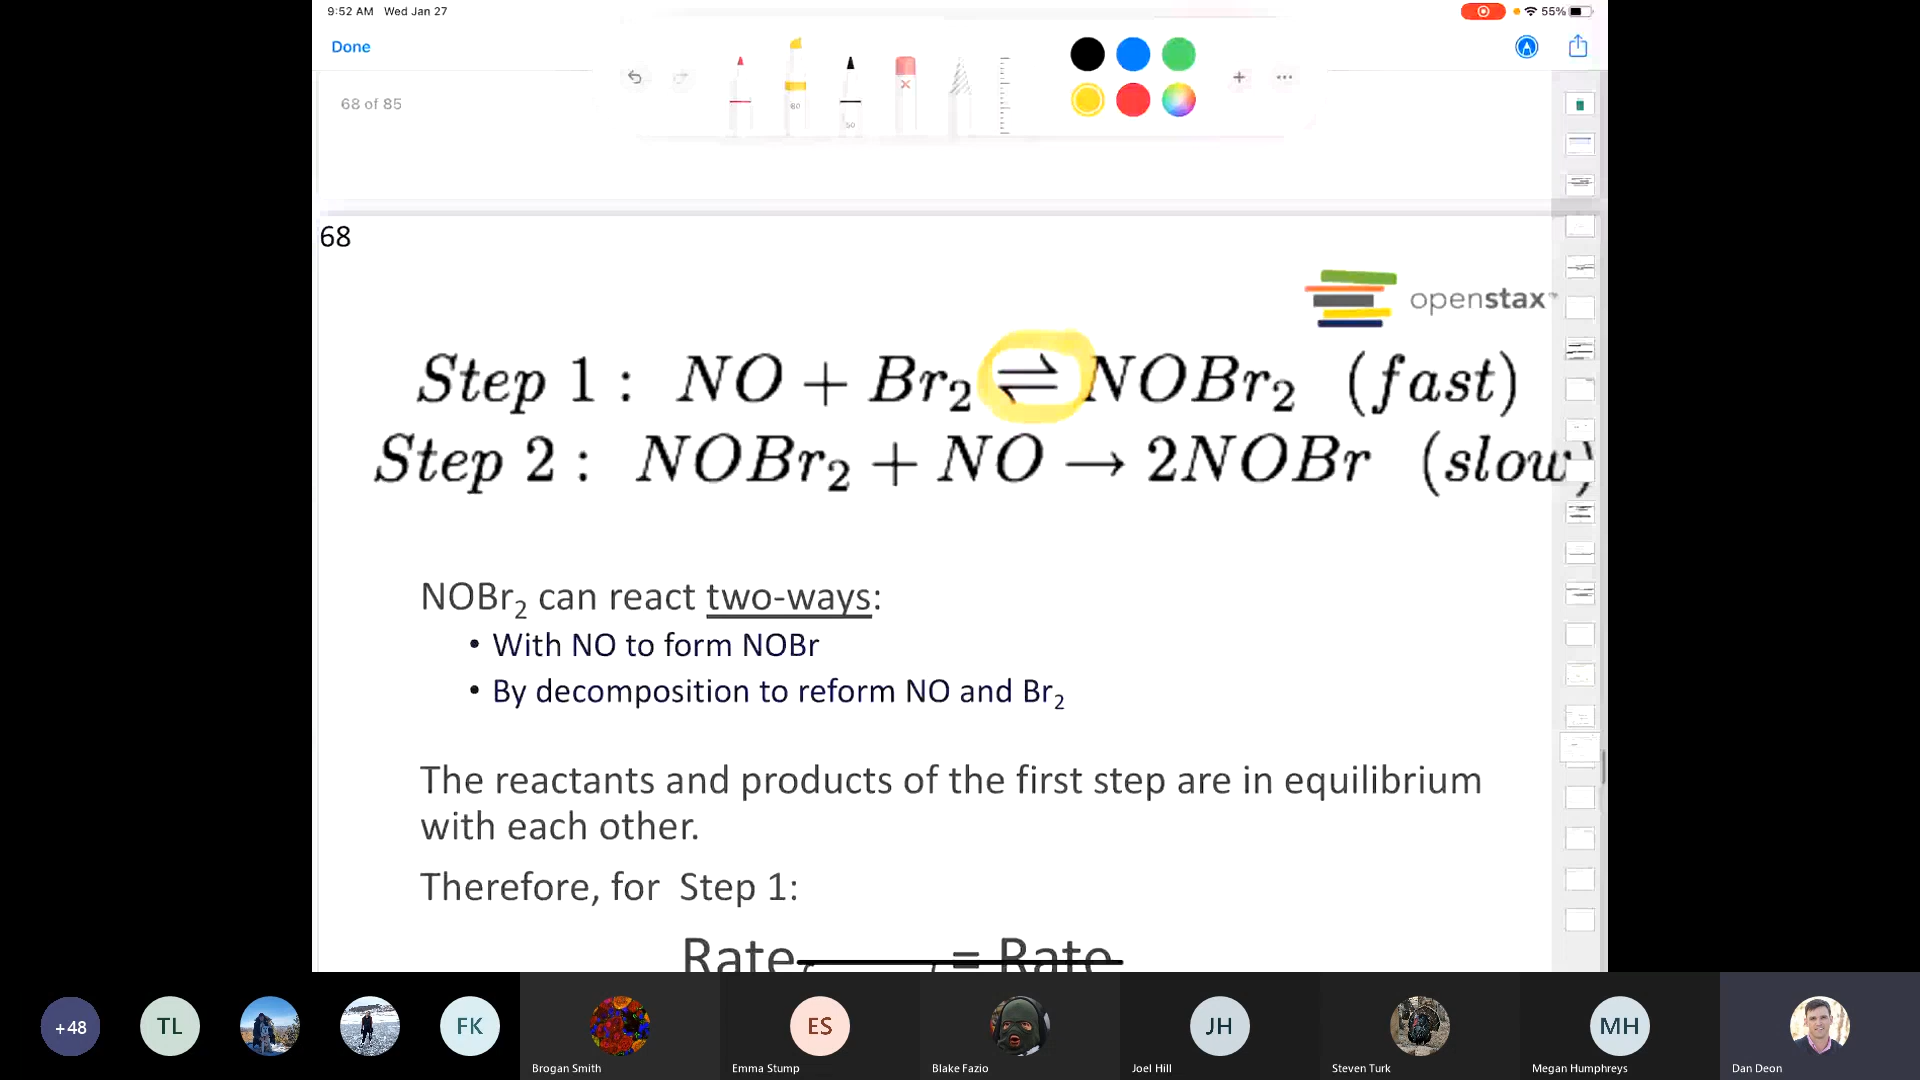 9:52 AM Wed Jan 27
55%
Done
68 of 85
80
50
68
openstax™
Step 1 : NO + Br₂ ⇌ NOBr₂ (fast)
Step 2 : NOBr₂ + NO → 2NOBr (slow)
NOBr₂ can react two-ways:
• With NO to form NOBr
• By decomposition to reform NO and Br₂
The reactants and products of the first step are in equilibrium
with each other.
Therefore, for Step 1:
Rate = Rate
+48
TL
FK
ES
JH
MH
Brogan Smith
Emma Stump
Blake Fazio
Joel Hill
Steven Turk
Megan Humphreys
Dan Deon